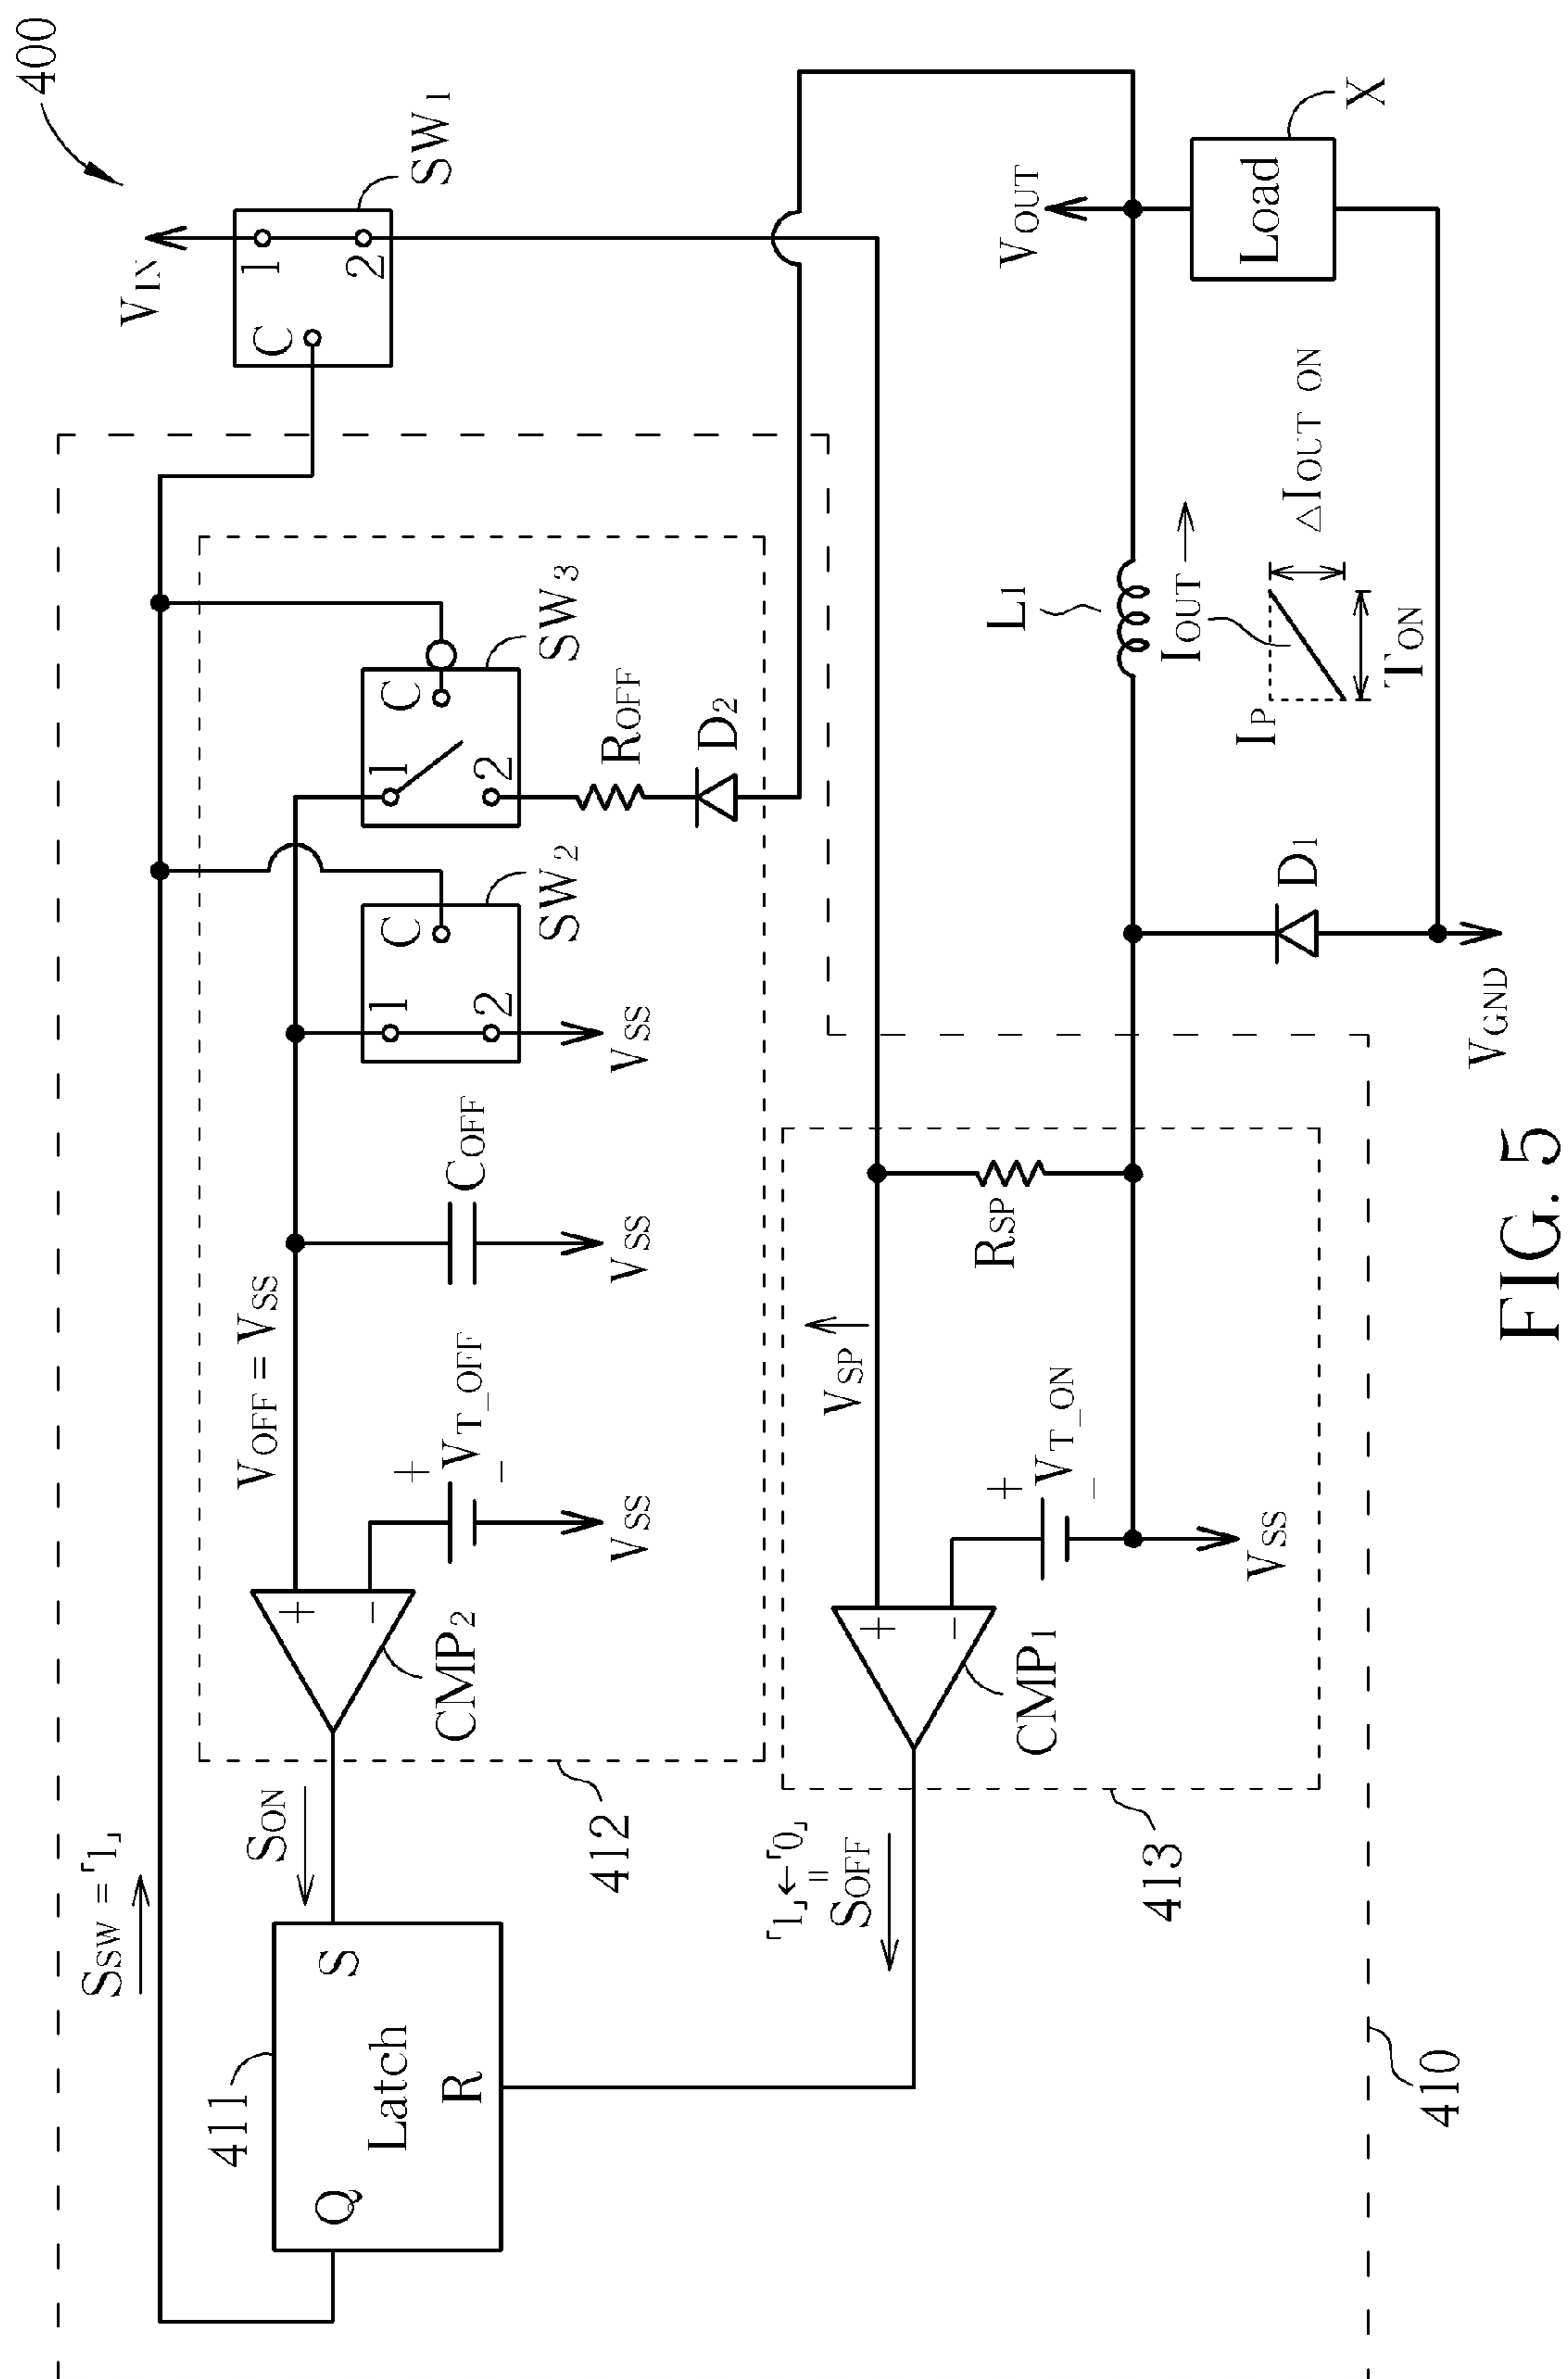 400
SSW = 「1」
VIN
1
2
C
SW1
411
Q
S
Latch
R
SON
VOFF = VSS
CMP2
+
−
+
VT_OFF
−
VSS
COFF
VSS
1
2
C
SW2
VSS
1
2
C
SW3
ROFF
D2
412
「1」←「0」
=
SOFF
VSP
CMP1
+
−
+
VT_ON
−
VSS
RSP
413
L1
IOUT
IP
△IOUT ON
TON
VOUT
Load
X
D1
VGND
410
FIG. 5